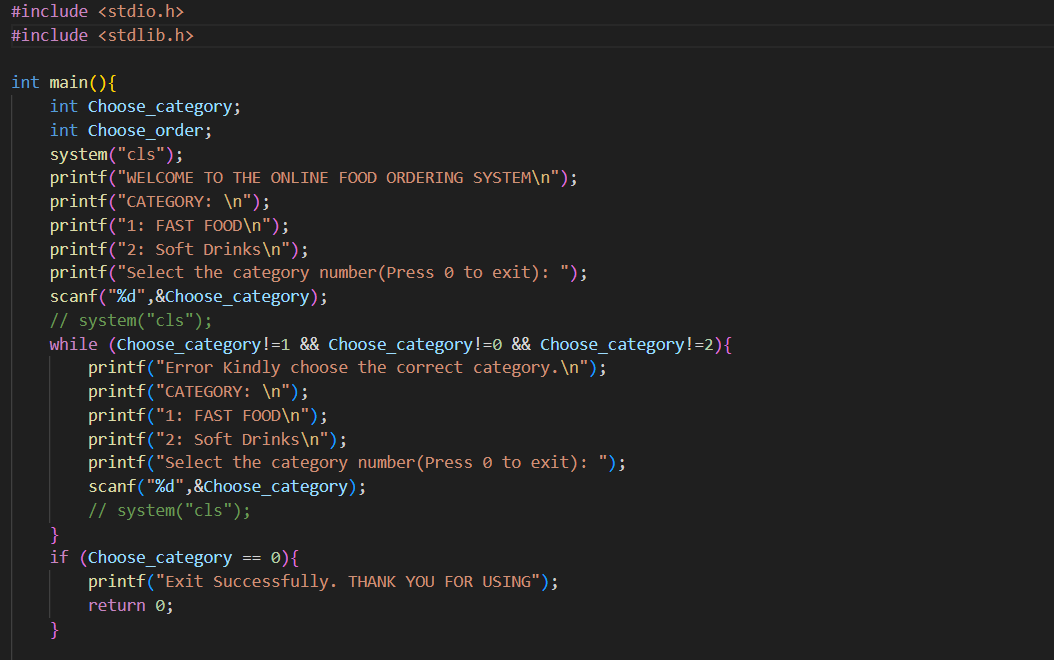 #include <stdio.h>
#include <stdlib.h>
int main(){
    int Choose_category;
    int Choose_order;
    system("cls");
    printf("WELCOME TO THE ONLINE FOOD ORDERING SYSTEM\n");
    printf("CATEGORY: \n");
    printf("1: FAST FOOD\n");
    printf("2: Soft Drinks\n");
    printf("Select the category number(Press 0 to exit): ");
    scanf("%d",&Choose_category);
    // system("cls");
    while (Choose_category!=1 && Choose_category!=0 && Choose_category!=2){
        printf("Error Kindly choose the correct category.\n");
        printf("CATEGORY: \n");
        printf("1: FAST FOOD\n");
        printf("2: Soft Drinks\n");
        printf("Select the category number(Press 0 to exit): ");
        scanf("%d",&Choose_category);
        // system("cls");
    }
    if (Choose_category == 0){
        printf("Exit Successfully. THANK YOU FOR USING");
        return 0;
    }